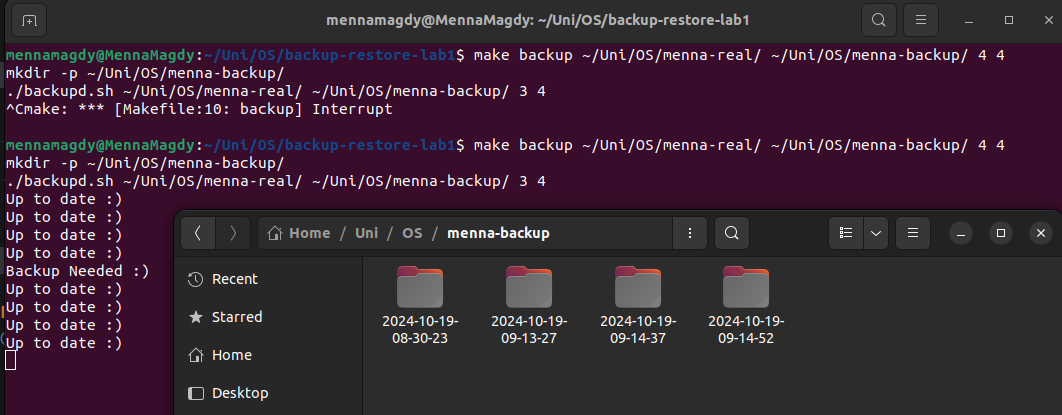 mennamagdy@MennaMagdy: ~/Uni/OS/backup-restore-lab1
mennamagdy@MennaMagdy:~/Uni/OS/backup-restore-lab1$ make backup ~/Uni/OS/menna-real/ ~/Uni/OS/menna-backup/ 4 4
mkdir -p ~/Uni/OS/menna-backup/
./backupd.sh ~/Uni/OS/menna-real/ ~/Uni/OS/menna-backup/ 3 4
^Cmake: *** [Makefile:10: backup] Interrupt
mennamagdy@MennaMagdy:~/Uni/OS/backup-restore-lab1$ make backup ~/Uni/OS/menna-real/ ~/Uni/OS/menna-backup/ 4 4
mkdir -p ~/Uni/OS/menna-backup/
./backupd.sh ~/Uni/OS/menna-real/ ~/Uni/OS/menna-backup/ 3 4
Up to date :)
Up to date :)
Up to date :)
Up to date :)
Backup Needed :)
Up to date :)
Up to date :)
Up to date :)
Up to date :)
Home / Uni / OS / menna-backup
Recent
Starred
Home
Desktop
2024-10-19-
08-30-23
2024-10-19-
09-13-27
2024-10-19-
09-14-37
2024-10-19-
09-14-52